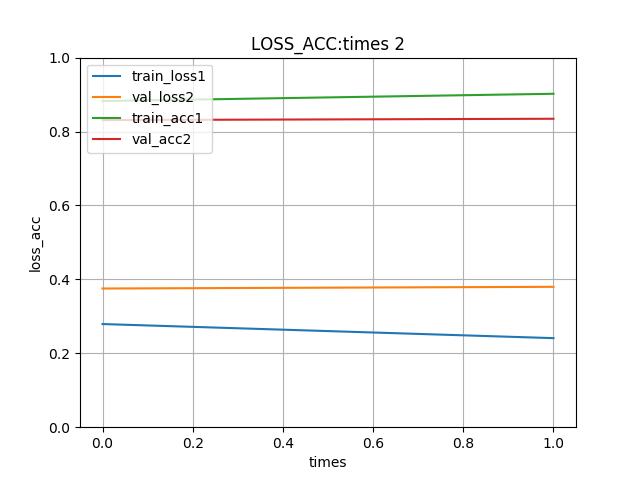 LOSS_ACC:times 2
1.0
0.8
0.6
0.4
0.2
0.0
loss_acc
train_loss1
val_loss2
train_acc1
val_acc2
0.0 0.2 0.4 0.6 0.8 1.0
times